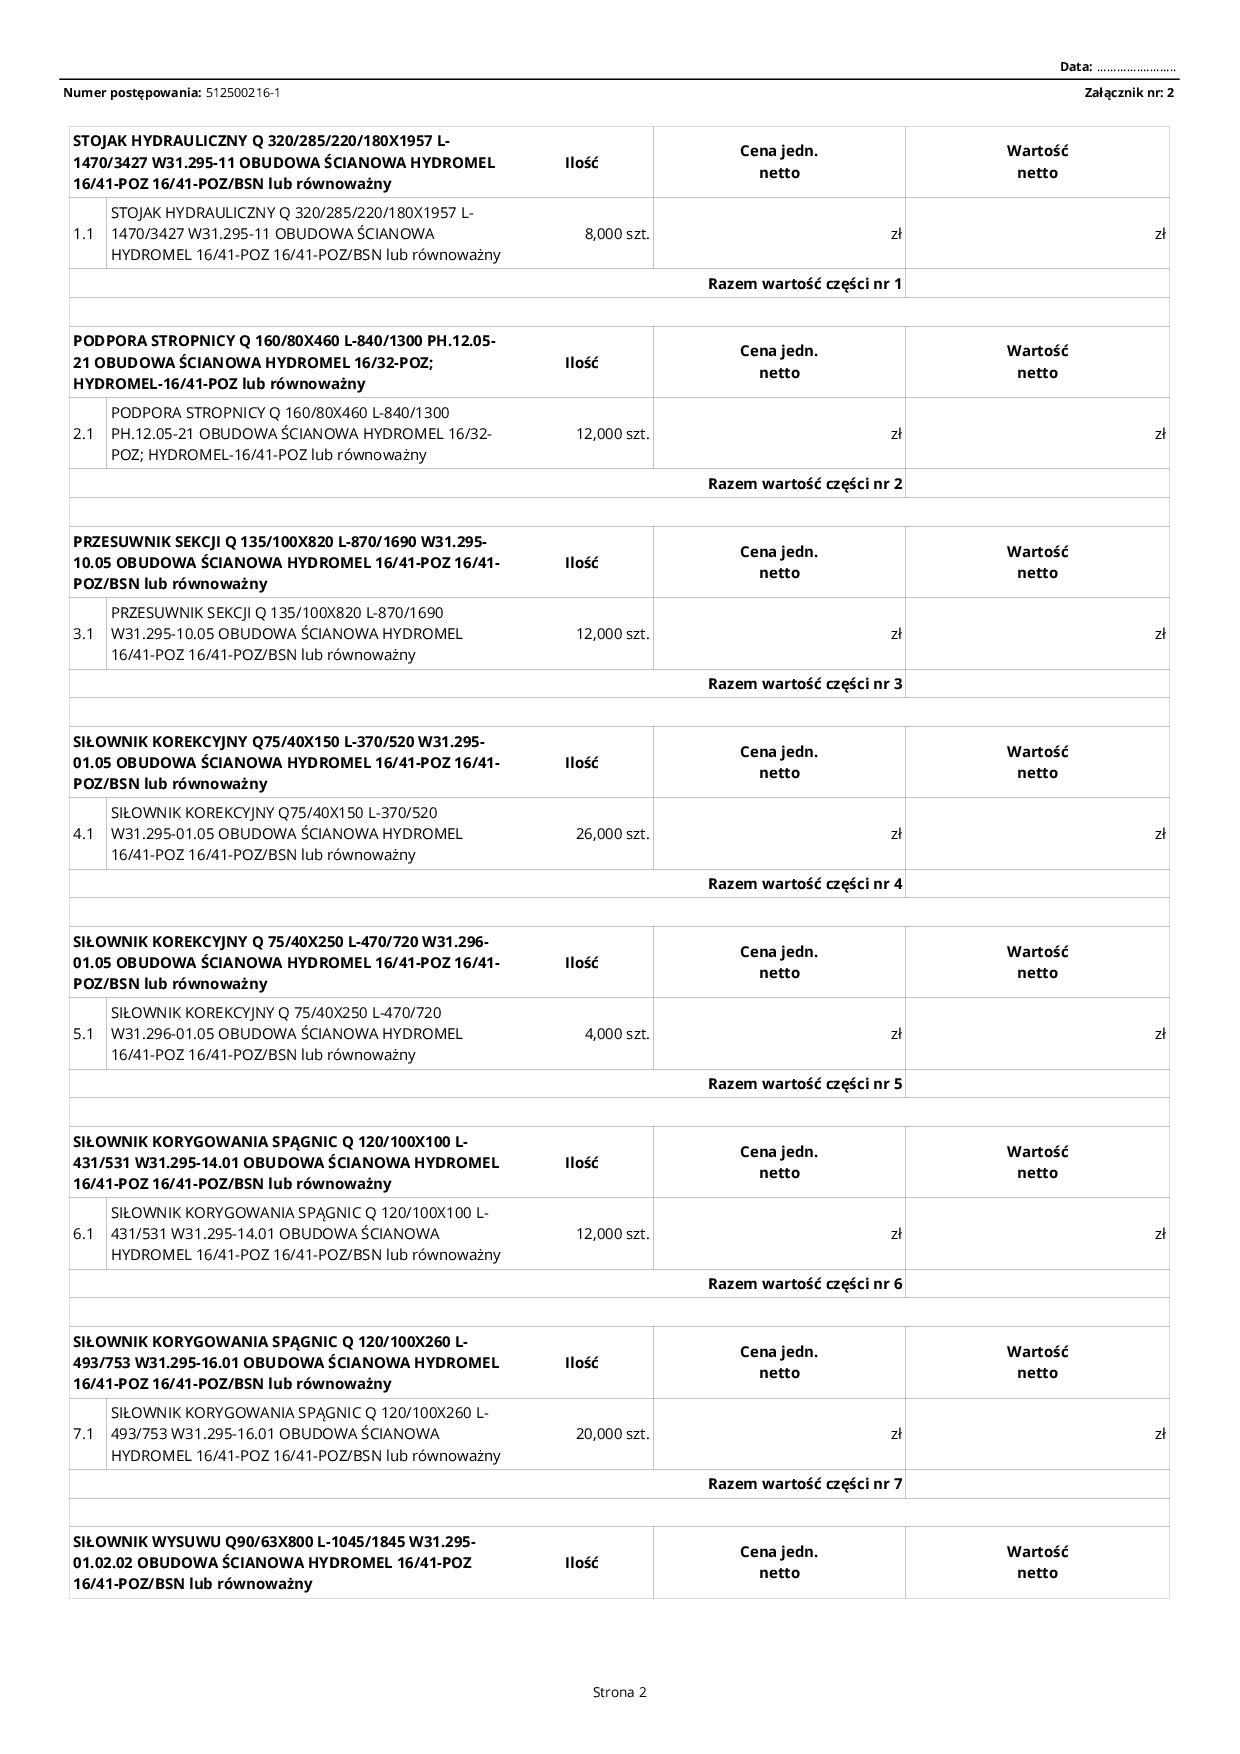 Data: ........................
Numer postępowania: 512500216-1
Załącznik nr: 2
STOJAK HYDRAULICZNY Q 320/285/220/180X1957 L-
1470/3427 W31.295-11 OBUDOWA ŚCIANOWA HYDROMEL
16/41-POZ 16/41-POZ/BSN lub równoważny
Ilość
Cena jedn.
netto
Wartość
netto
1.1
STOJAK HYDRAULICZNY Q 320/285/220/180X1957 L-
1470/3427 W31.295-11 OBUDOWA ŚCIANOWA
HYDROMEL 16/41-POZ 16/41-POZ/BSN lub równoważny
8,000 szt.
zł
zł
Razem wartość części nr 1
PODPORA STROPNICY Q 160/80X460 L-840/1300 PH.12.05-
21 OBUDOWA ŚCIANOWA HYDROMEL 16/32-POZ;
HYDROMEL-16/41-POZ lub równoważny
Ilość
Cena jedn.
netto
Wartość
netto
2.1
PODPORA STROPNICY Q 160/80X460 L-840/1300
PH.12.05-21 OBUDOWA ŚCIANOWA HYDROMEL 16/32-
POZ; HYDROMEL-16/41-POZ lub równoważny
12,000 szt.
zł
zł
Razem wartość części nr 2
PRZESUWNIK SEKCJI Q 135/100X820 L-870/1690 W31.295-
10.05 OBUDOWA ŚCIANOWA HYDROMEL 16/41-POZ 16/41-
POZ/BSN lub równoważny
Ilość
Cena jedn.
netto
Wartość
netto
3.1
PRZESUWNIK SEKCJI Q 135/100X820 L-870/1690
W31.295-10.05 OBUDOWA ŚCIANOWA HYDROMEL
16/41-POZ 16/41-POZ/BSN lub równoważny
12,000 szt.
zł
zł
Razem wartość części nr 3
SIŁOWNIK KOREKCYJNY Q75/40X150 L-370/520 W31.295-
01.05 OBUDOWA ŚCIANOWA HYDROMEL 16/41-POZ 16/41-
POZ/BSN lub równoważny
Ilość
Cena jedn.
netto
Wartość
netto
4.1
SIŁOWNIK KOREKCYJNY Q75/40X150 L-370/520
W31.295-01.05 OBUDOWA ŚCIANOWA HYDROMEL
16/41-POZ 16/41-POZ/BSN lub równoważny
26,000 szt.
zł
zł
Razem wartość części nr 4
SIŁOWNIK KOREKCYJNY Q 75/40X250 L-470/720 W31.296-
01.05 OBUDOWA ŚCIANOWA HYDROMEL 16/41-POZ 16/41-
POZ/BSN lub równoważny
Ilość
Cena jedn.
netto
Wartość
netto
5.1
SIŁOWNIK KOREKCYJNY Q 75/40X250 L-470/720
W31.296-01.05 OBUDOWA ŚCIANOWA HYDROMEL
16/41-POZ 16/41-POZ/BSN lub równoważny
4,000 szt.
zł
zł
Razem wartość części nr 5
SIŁOWNIK KORYGOWANIA SPĄGNIC Q 120/100X100 L-
431/531 W31.295-14.01 OBUDOWA ŚCIANOWA HYDROMEL
16/41-POZ 16/41-POZ/BSN lub równoważny
Ilość
Cena jedn.
netto
Wartość
netto
6.1
SIŁOWNIK KORYGOWANIA SPĄGNIC Q 120/100X100 L-
431/531 W31.295-14.01 OBUDOWA ŚCIANOWA
HYDROMEL 16/41-POZ 16/41-POZ/BSN lub równoważny
12,000 szt.
zł
zł
Razem wartość części nr 6
SIŁOWNIK KORYGOWANIA SPĄGNIC Q 120/100X260 L-
493/753 W31.295-16.01 OBUDOWA ŚCIANOWA HYDROMEL
16/41-POZ 16/41-POZ/BSN lub równoważny
Ilość
Cena jedn.
netto
Wartość
netto
7.1
SIŁOWNIK KORYGOWANIA SPĄGNIC Q 120/100X260 L-
493/753 W31.295-16.01 OBUDOWA ŚCIANOWA
HYDROMEL 16/41-POZ 16/41-POZ/BSN lub równoważny
20,000 szt.
zł
zł
Razem wartość części nr 7
SIŁOWNIK WYSUWU Q90/63X800 L-1045/1845 W31.295-
01.02.02 OBUDOWA ŚCIANOWA HYDROMEL 16/41-POZ
16/41-POZ/BSN lub równoważny
Ilość
Cena jedn.
netto
Wartość
netto
Strona 2